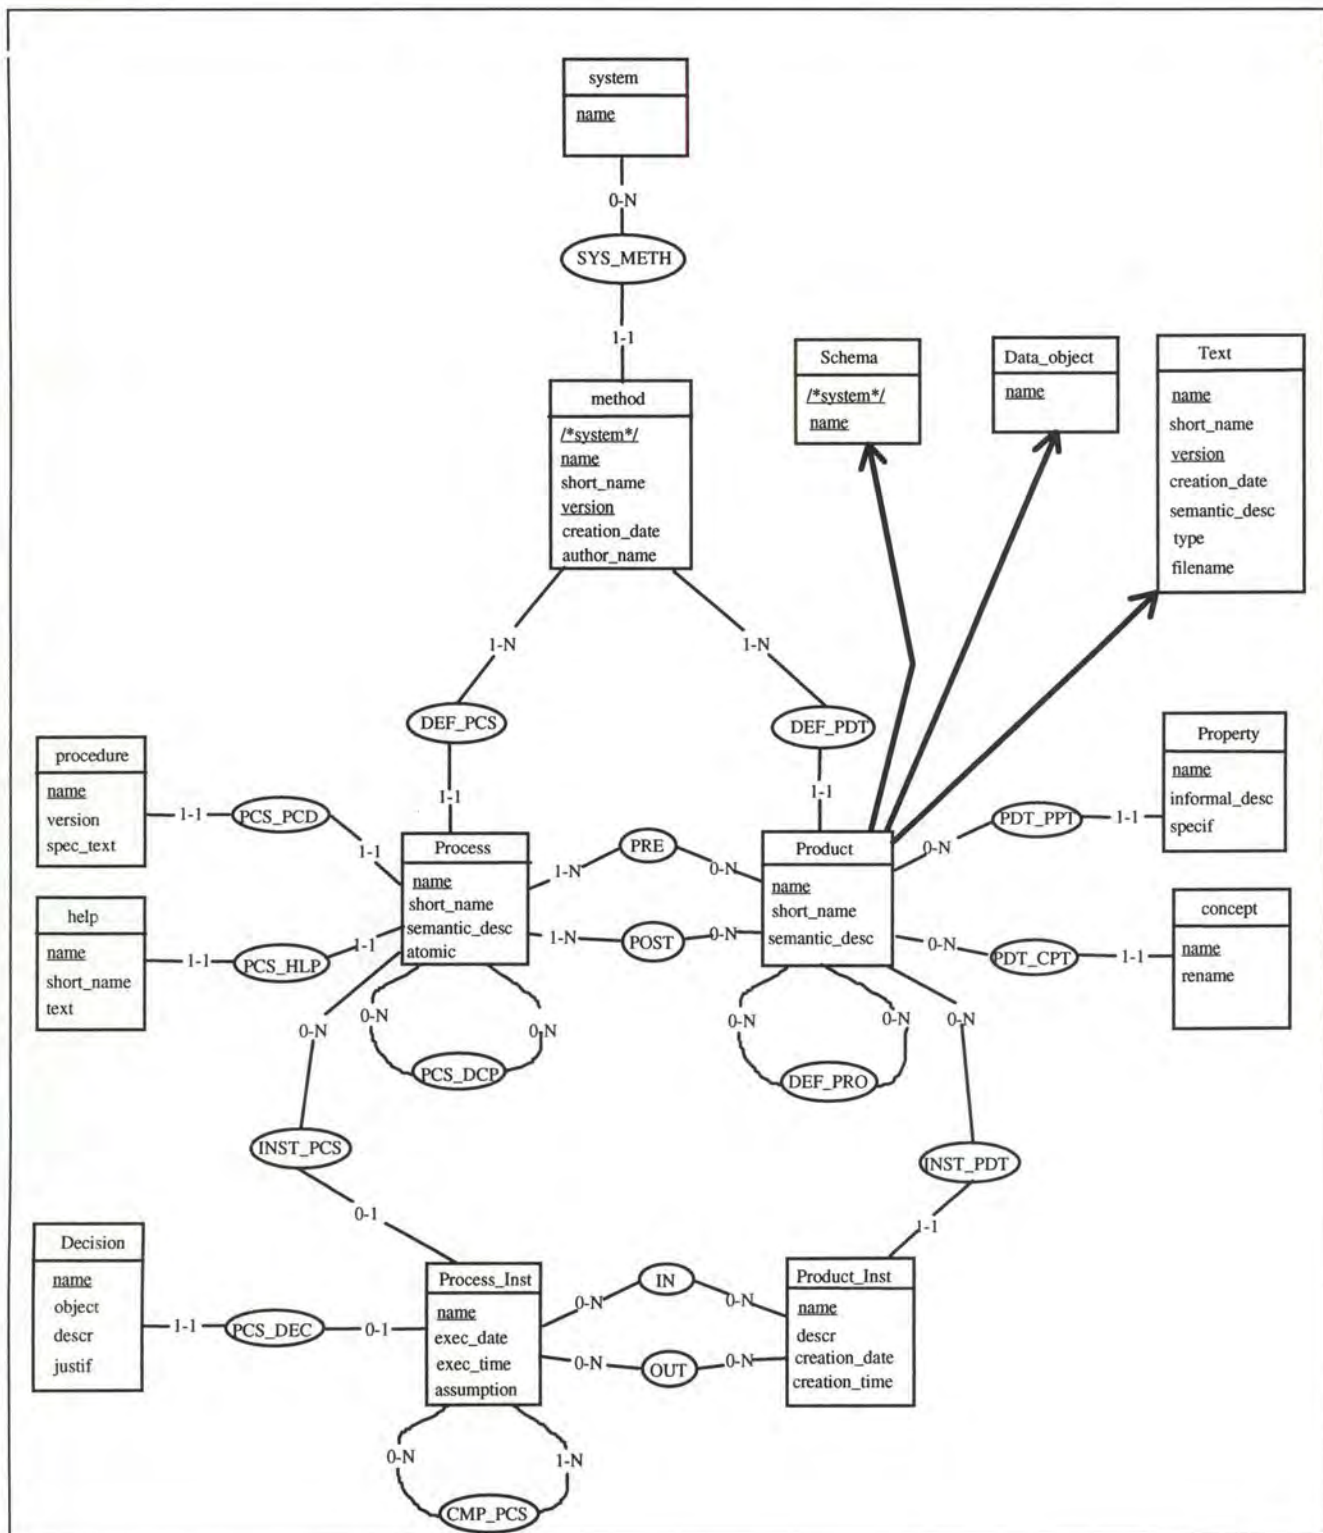 system
name
0-N
SYS_METH
1-1
method
/*system*/
name
short_name
version
creation_date
author_name
Schema
/*system*/
name
Data_object
name
Text
name
short_name
version
creation_date
semantic_desc
type
filename
1-N
1-N
DEF_PCS
DEF_PDT
1-1
1-1
procedure
name
version
spec_text
1-1
PCS_PCD
1-1
help
name
short_name
text
1-1
PCS_HLP
1-1
Process
name
short_name
semantic_desc
atomic
1-N
PRE
0-N
1-N
POST
0-N
Product
name
short_name
semantic_desc
0-N
PDT_PPT
1-1
Property
name
informal_desc
specif
0-N
PDT_CPT
1-1
concept
name
rename
0-N
0-N
0-N
PCS_DCP
0-N
0-N
DEF_PRO
0-N
INST_PCS
INST_PDT
0-1
1-1
Decision
name
object
descr
justif
1-1
PCS_DEC
0-1
Process_Inst
name
exec_date
exec_time
assumption
0-N
IN
0-N
0-N
OUT
0-N
Product_Inst
name
descr
creation_date
creation_time
0-N
1-N
CMP_PCS